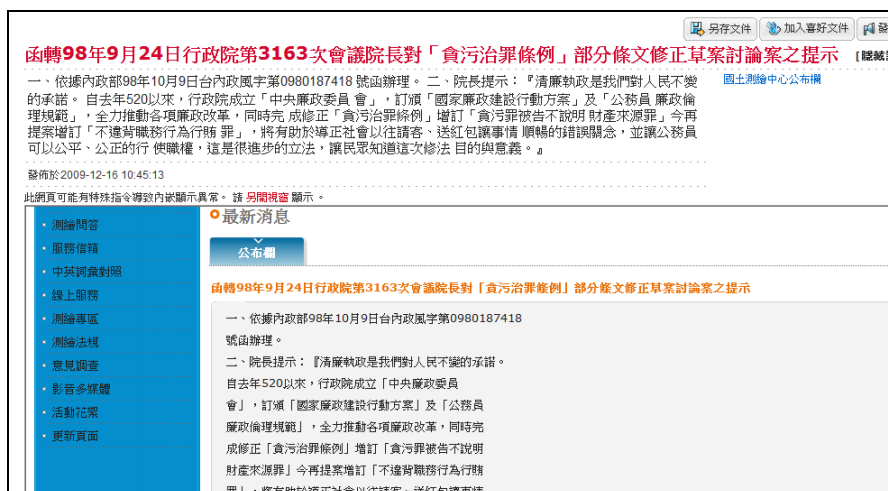 另存文件 加入喜好文件
函轉98年9月24日行政院第3163次會議院長對「貪污治罪條例」部分條文修正草案討論案之提示
一、依據內政部98年10月9日台內政風字第0980187418 號函辦理。 二、院長提示：『清廉執政是我們對人民不變
的承諾。 自去年520以來，行政院成立「中央廉政委員 會」，訂頒「國家廉政建設行動方案」及「公務員 廉政倫
理規範」，全力推動各項廉政改革，同時完 成修正「貪污治罪條例」增訂「貪污罪被告不說明 財產來源罪」今再
提案增訂「不違背職務行為行賄 罪」，將有助於導正社會以往請客、送紅包讓事情 順暢的錯誤觀念，並讓公務員
可以公平、公正的行 使職權，這是很進步的立法，讓民眾知道這次修法 目的與意義。』
國土測繪中心公布欄
發佈於2009-12-16 10:45:13
此網頁可能有特殊指令導致內嵌顯示異常。 請 另開視窗 顯示 。
測繪問答
服務信箱
中英詞彙對照
線上服務
測繪專區
測繪法規
意見調查
影音多媒體
活動花絮
更新頁面
最新消息
公布欄
函轉98年9月24日行政院第3163次會議院長對「貪污治罪條例」部分條文修正草案討論案之提示
一、依據內政部98年10月9日台內政風字第0980187418
號函辦理。
二、院長提示：『清廉執政是我們對人民不變的承諾。
自去年520以來，行政院成立「中央廉政委員
會」，訂頒「國家廉政建設行動方案」及「公務員
廉政倫理規範」，全力推動各項廉政改革，同時完
成修正「貪污治罪條例」增訂「貪污罪被告不說明
財產來源罪」今再提案增訂「不違背職務行為行賄